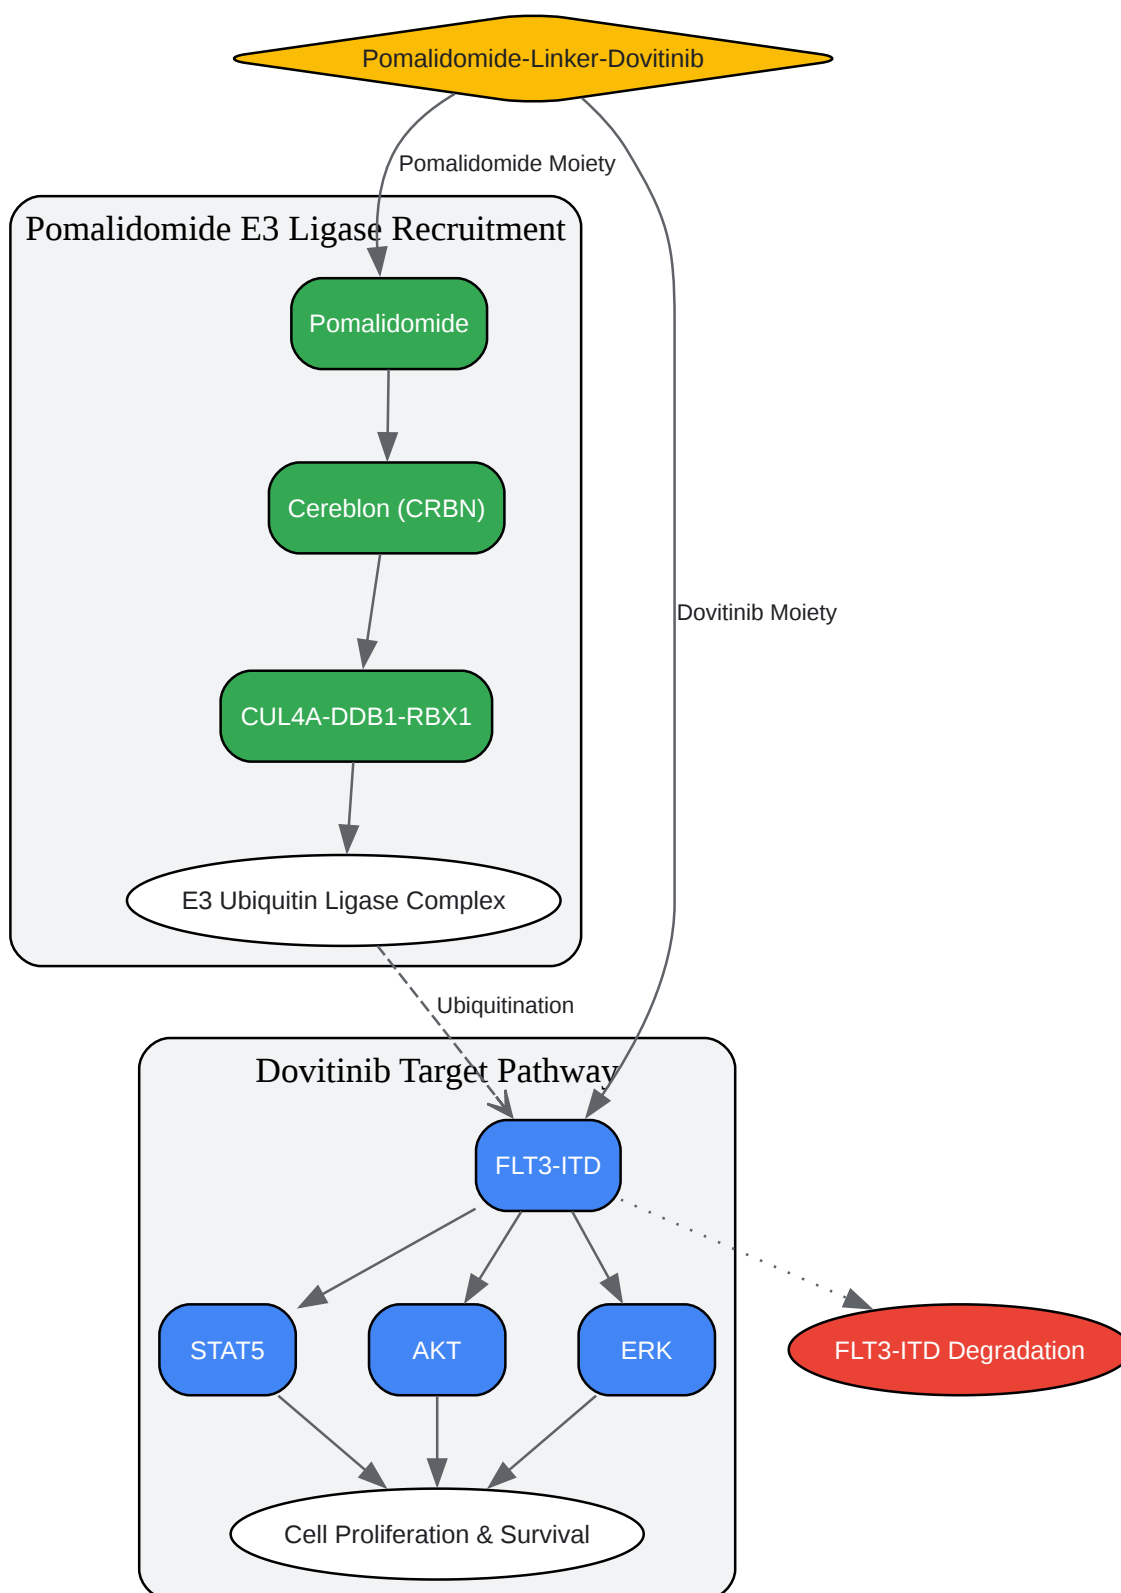 Pomalidomide-Linker-Dovitinib
Pomalidomide Moiety
Pomalidomide E3 Ligase Recruitment
Pomalidomide
Cereblon (CRBN)
Dovitinib Moiety
CUL4A-DDB1-RBX1
E3 Ubiquitin Ligase Complex
Ubiquitination
Dovitinib Target Pathway
FLT3-ITD
STAT5
AKT
ERK
FLT3-ITD Degradation
Cell Proliferation & Survival